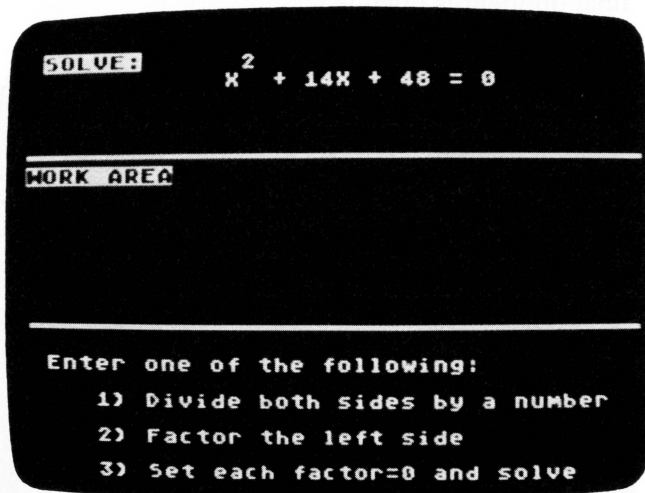 SOLVE:
X² + 14X + 48 = 0
WORK AREA
Enter one of the following:
1) Divide both sides by a number
2) Factor the left side
3) Set each factor=0 and solve